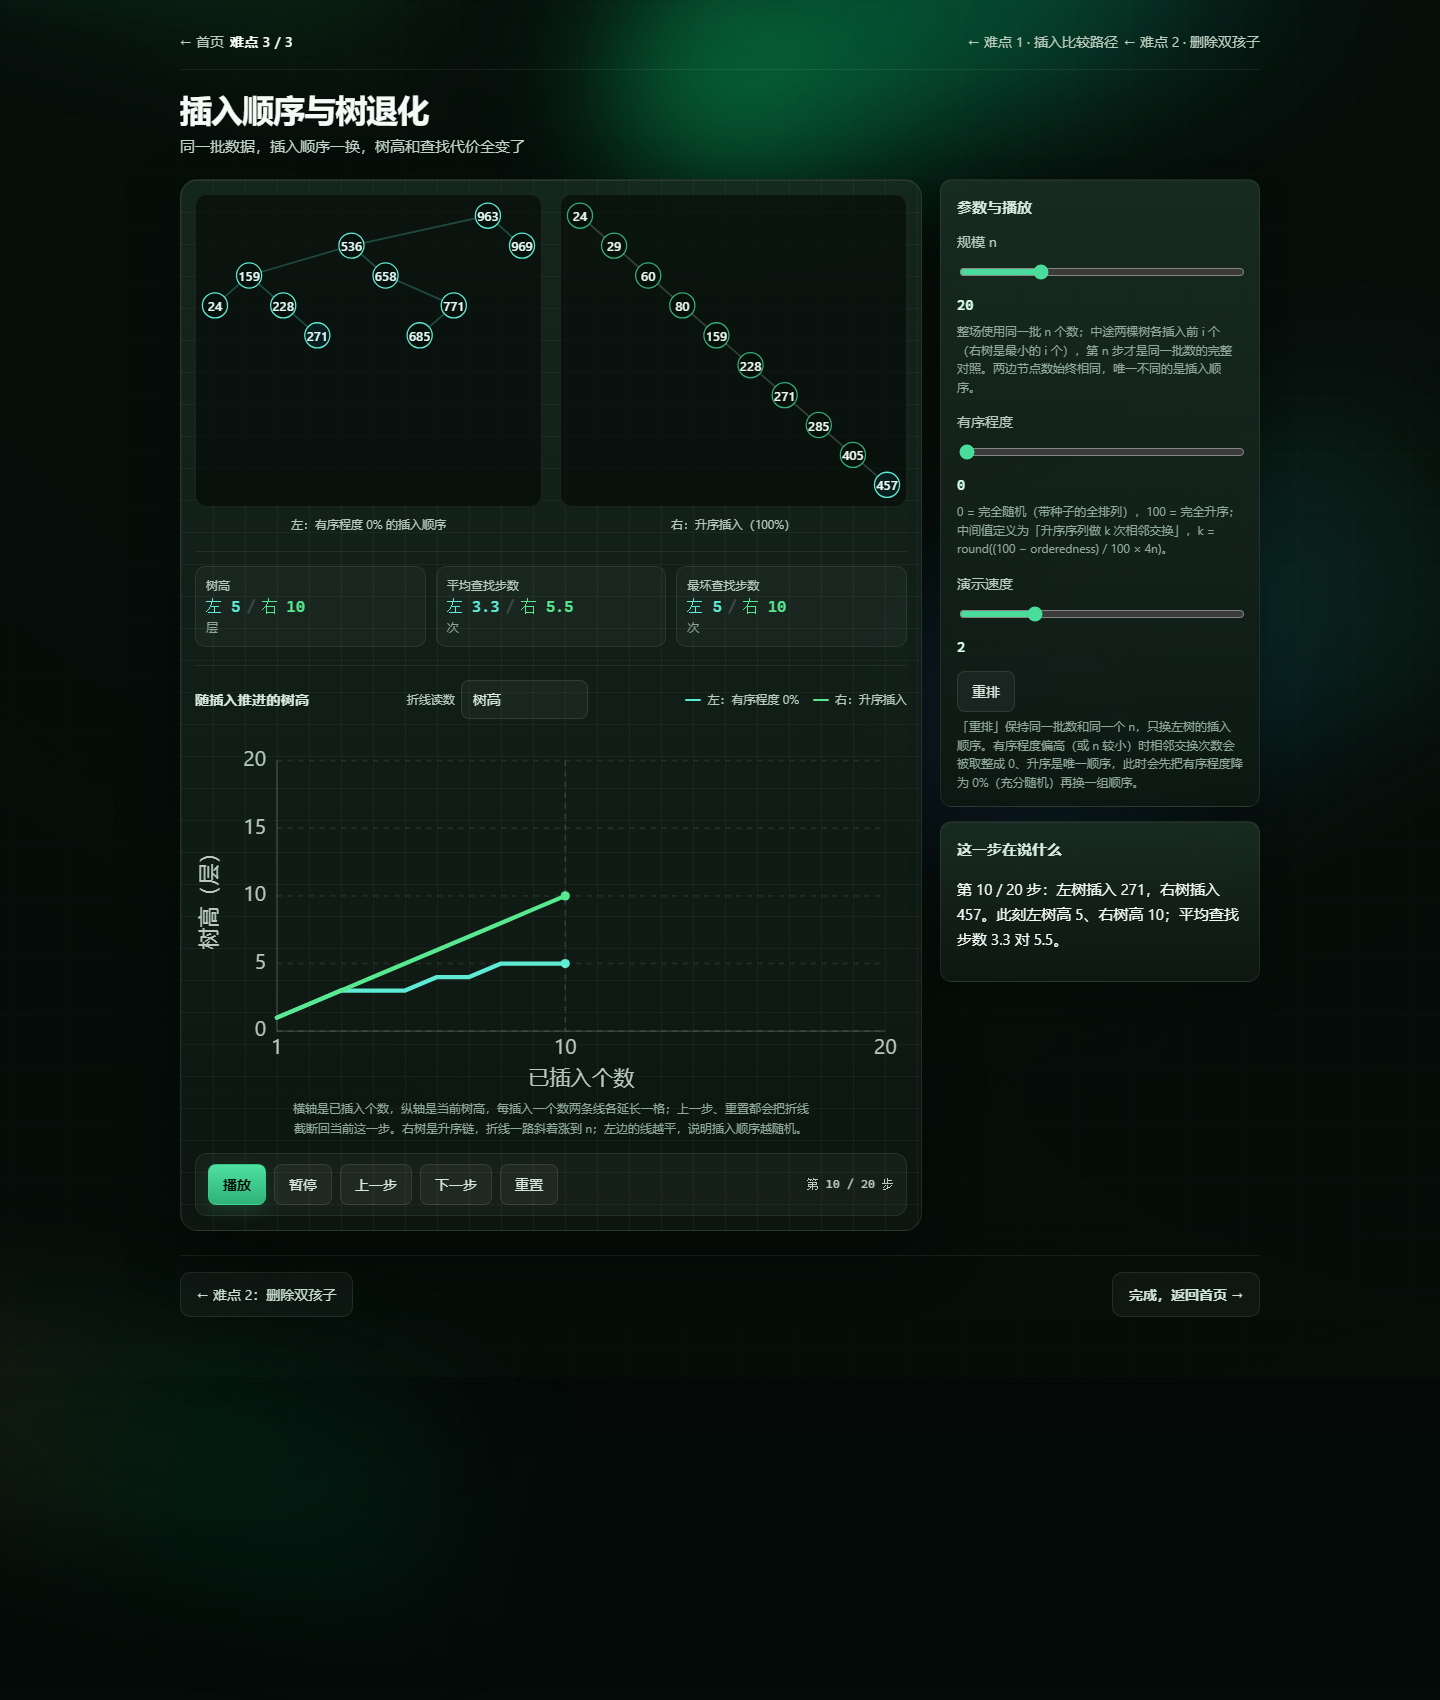 ← 首页 难点 3 / 3
← 难点 1 · 插入比较路径 ← 难点 2 · 删除双孩子
插入顺序与树退化
同一批数据，插入顺序一换，树高和查找代价全变了
963
536
969
159
658
24
228
771
271
685
24
29
60
80
159
228
271
285
405
457
左：有序程度 0% 的插入顺序
右：升序插入（100%）
树高
左 5 / 右 10
层
平均查找步数
左 3.3 / 右 5.5
次
最坏查找步数
左 5 / 右 10
次
随插入推进的树高
折线读数 树高
左：有序程度 0% 右：升序插入
20
15
10
5
0
树高（层）
1 10 20
已插入个数
横轴是已插入个数，纵轴是当前树高，每插入一个数两条线各延长一格；上一步、重置都会把折线
截断回当前这一步。右树是升序链，折线一路斜着涨到 n；左边的线越平，说明插入顺序越随机。
播放 暂停 上一步 下一步 重置
第 10 / 20 步
参数与播放
规模 n
20
整场使用同一批 n 个数；中途两棵树各插入前 i 个
（右树是最小的 i 个），第 n 步才是同一批数的完整
对照。两边节点数始终相同，唯一不同的是插入顺
序。
有序程度
0
0 = 完全随机（带种子的全排列），100 = 完全升序；
中间值定义为「升序序列做 k 次相邻交换」，k =
round((100 − orderedness) / 100 × 4n)。
演示速度
2
重排
「重排」保持同一批数和同一个 n，只换左树的插入
顺序。有序程度偏高（或 n 较小）时相邻交换次数会
被取整成 0、升序是唯一顺序，此时会先把有序程度降
为 0%（充分随机）再换一组顺序。
这一步在说什么
第 10 / 20 步：左树插入 271，右树插入
457。此刻左树高 5、右树高 10；平均查找
步数 3.3 对 5.5。
← 难点 2：删除双孩子
完成，返回首页 →